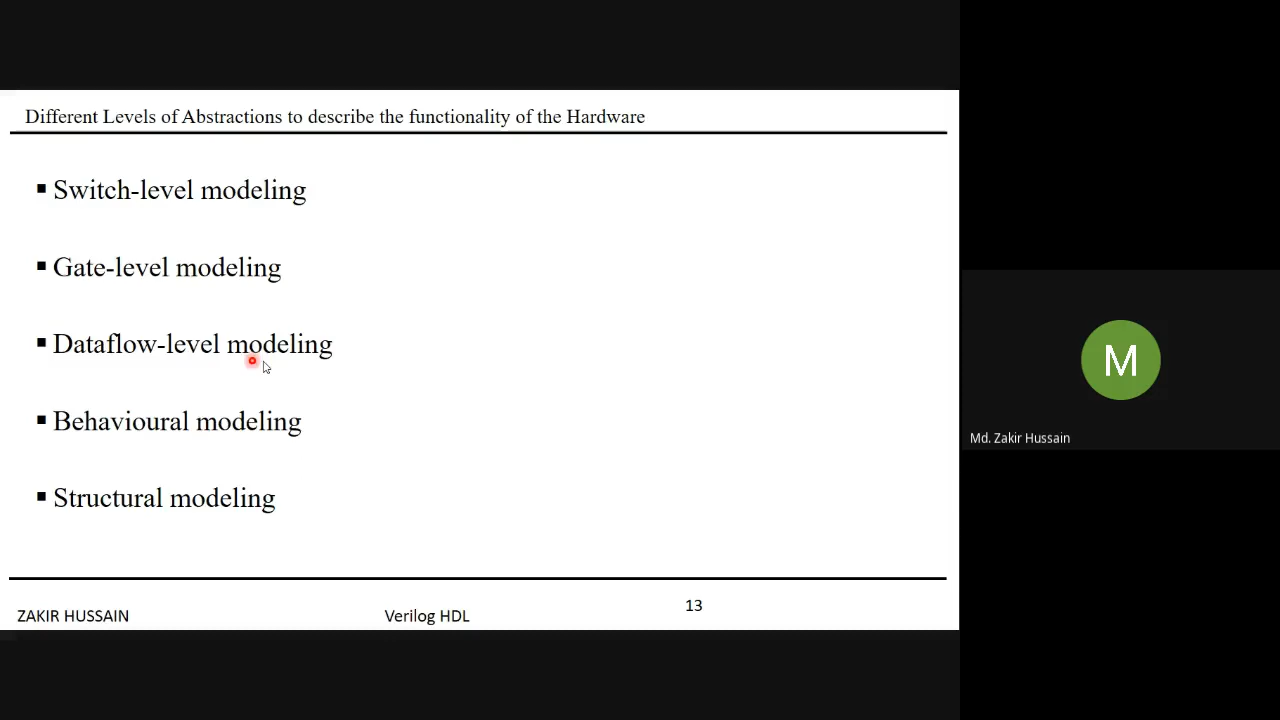 Different Levels of Abstractions to describe the functionality of the Hardware
▪ Switch-level modeling
▪ Gate-level modeling
▪ Dataflow-level modeling
▪ Behavioural modeling
▪ Structural modeling
ZAKIR HUSSAIN
Verilog HDL
13
M
Md. Zakir Hussain